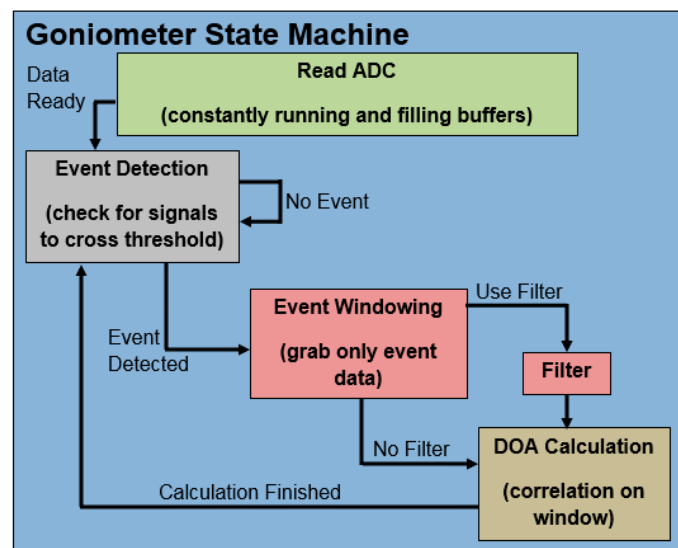 Goniometer State Machine
Data
Ready
Read ADC
(constantly running and filling buffers)
Event Detection
(check for signals
to cross threshold)
No Event
Event
Detected
Event Windowing
(grab only event
data)
Use Filter
Filter
No Filter
DOA Calculation
(correlation on
window)
Calculation Finished